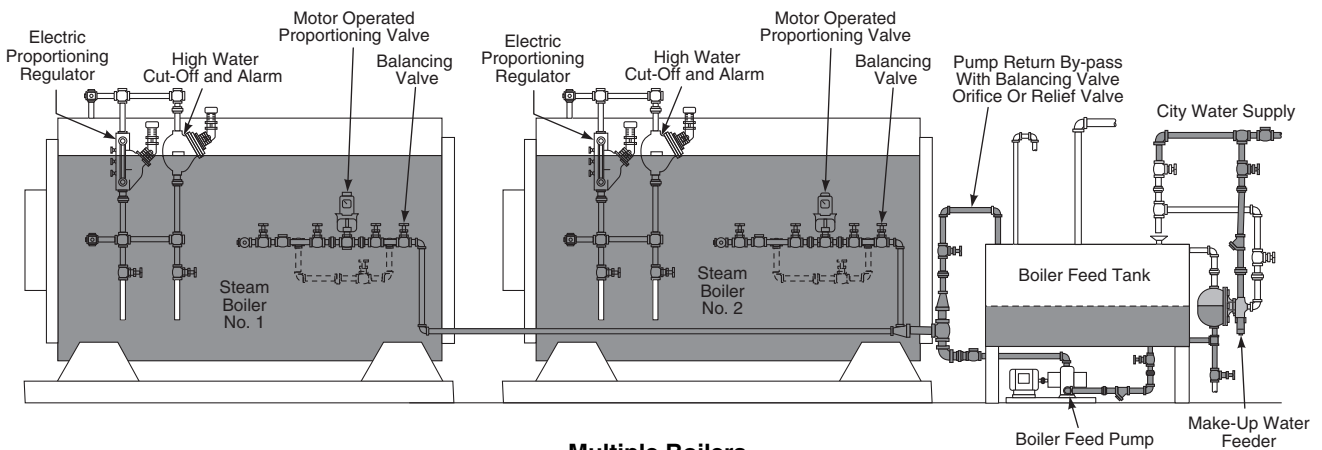 Electric
Proportioning
Regulator
High Water
Cut-Off and Alarm
Motor Operated
Proportioning Valve
Balancing
Valve
Electric
Proportioning
Regulator
High Water
Cut-Off and Alarm
Motor Operated
Proportioning Valve
Balancing
Valve
Pump Return By-pass
With Balancing Valve
Orifice Or Relief Valve
City Water Supply
Steam
Boiler
No. 1
Steam
Boiler
No. 2
Boiler Feed Tank
Boiler Feed Pump
Make-Up Water
Feeder
Multiple Boilers